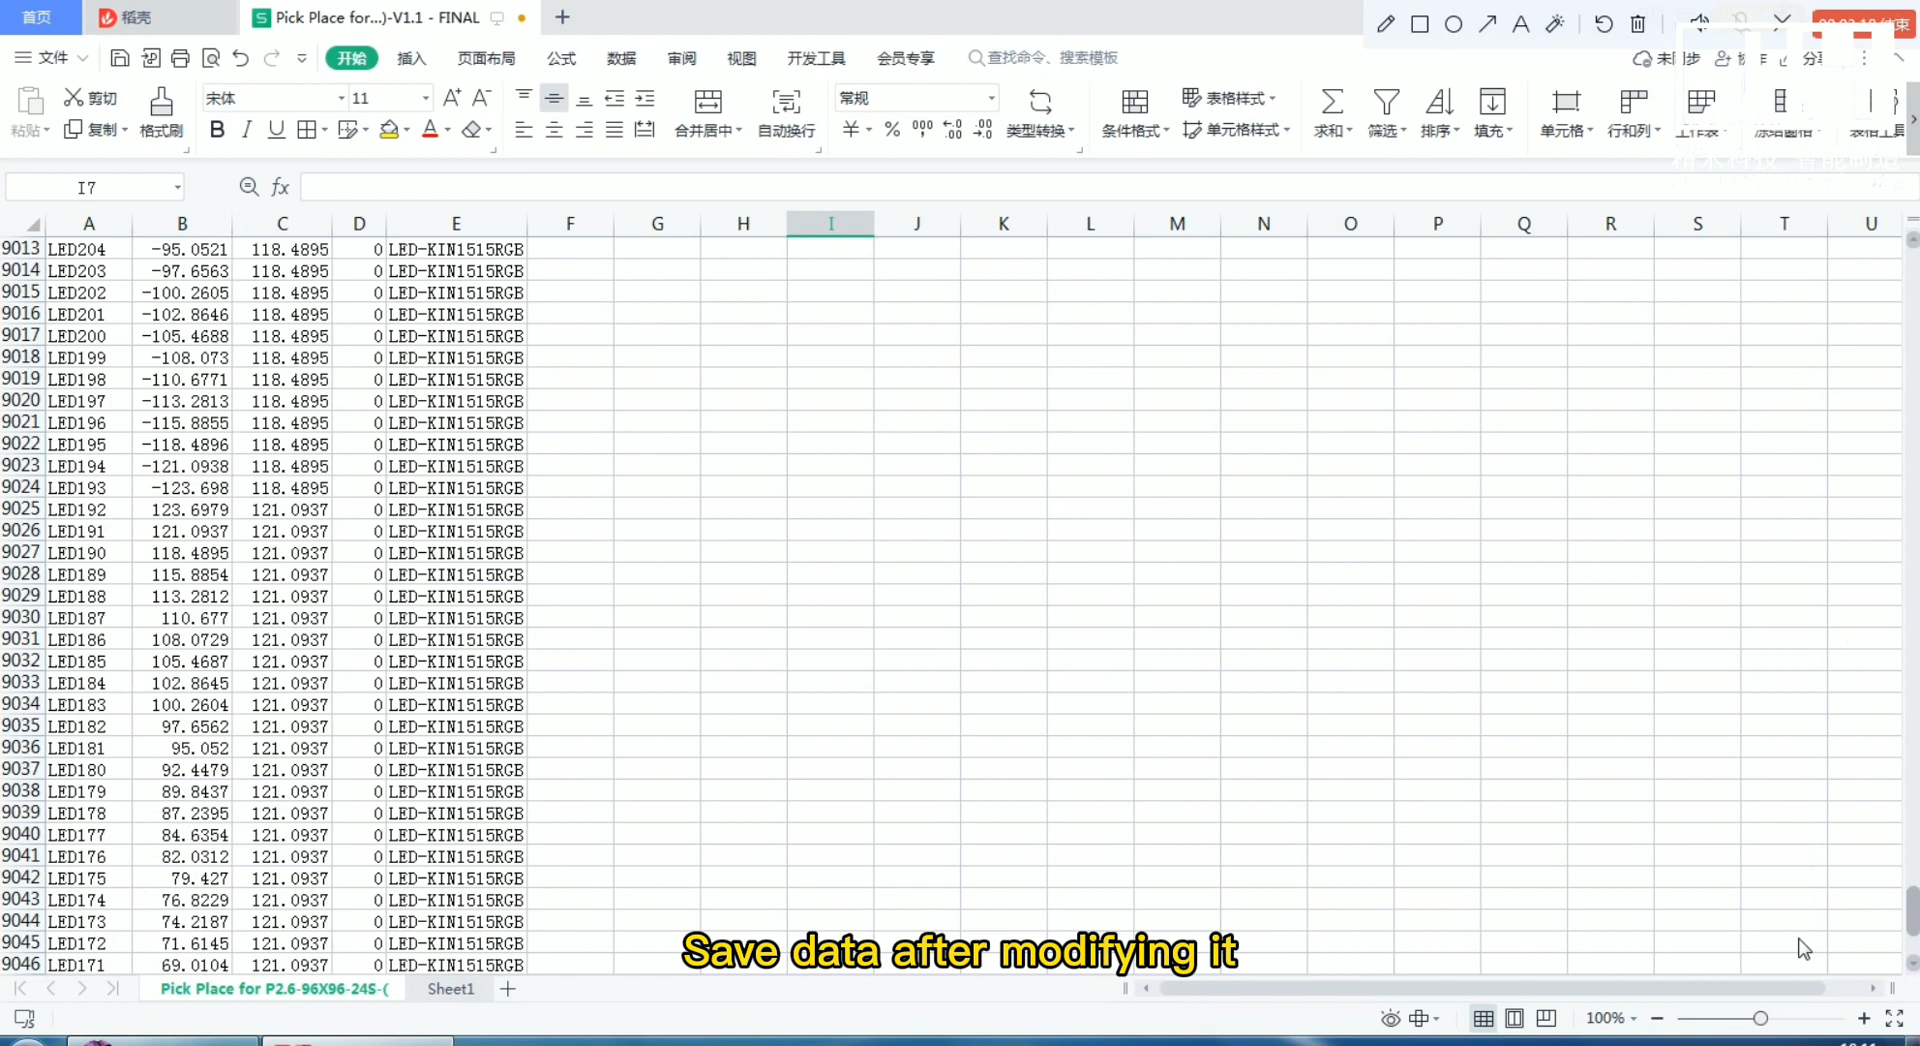 首页 稻壳 Pick Place for...)-V1.1 - FINAL
文件 开始 插入 页面布局 公式 数据 审阅 视图 开发工具 会员专享 查找命令、搜索模板 未同步
粘贴 剪切 复制 格式刷 宋体 11 合并居中 自动换行 常规 类型转换 条件格式 表格样式 单元格样式 求和 筛选 排序 填充 单元格 行和列
I7 fx
A B C D E F G H I J K L M N O P Q R S T U
9013 LED204 -95.0521 118.4895 0 LED-KIN1515RGB
9014 LED203 -97.6563 118.4895 0 LED-KIN1515RGB
9015 LED202 -100.2605 118.4895 0 LED-KIN1515RGB
9016 LED201 -102.8646 118.4895 0 LED-KIN1515RGB
9017 LED200 -105.4688 118.4895 0 LED-KIN1515RGB
9018 LED199 -108.073 118.4895 0 LED-KIN1515RGB
9019 LED198 -110.6771 118.4895 0 LED-KIN1515RGB
9020 LED197 -113.2813 118.4895 0 LED-KIN1515RGB
9021 LED196 -115.8855 118.4895 0 LED-KIN1515RGB
9022 LED195 -118.4896 118.4895 0 LED-KIN1515RGB
9023 LED194 -121.0938 118.4895 0 LED-KIN1515RGB
9024 LED193 -123.698 118.4895 0 LED-KIN1515RGB
9025 LED192 123.6979 121.0937 0 LED-KIN1515RGB
9026 LED191 121.0937 121.0937 0 LED-KIN1515RGB
9027 LED190 118.4895 121.0937 0 LED-KIN1515RGB
9028 LED189 115.8854 121.0937 0 LED-KIN1515RGB
9029 LED188 113.2812 121.0937 0 LED-KIN1515RGB
9030 LED187 110.677 121.0937 0 LED-KIN1515RGB
9031 LED186 108.0729 121.0937 0 LED-KIN1515RGB
9032 LED185 105.4687 121.0937 0 LED-KIN1515RGB
9033 LED184 102.8645 121.0937 0 LED-KIN1515RGB
9034 LED183 100.2604 121.0937 0 LED-KIN1515RGB
9035 LED182 97.6562 121.0937 0 LED-KIN1515RGB
9036 LED181 95.052 121.0937 0 LED-KIN1515RGB
9037 LED180 92.4479 121.0937 0 LED-KIN1515RGB
9038 LED179 89.8437 121.0937 0 LED-KIN1515RGB
9039 LED178 87.2395 121.0937 0 LED-KIN1515RGB
9040 LED177 84.6354 121.0937 0 LED-KIN1515RGB
9041 LED176 82.0312 121.0937 0 LED-KIN1515RGB
9042 LED175 79.427 121.0937 0 LED-KIN1515RGB
9043 LED174 76.8229 121.0937 0 LED-KIN1515RGB
9044 LED173 74.2187 121.0937 0 LED-KIN1515RGB
9045 LED172 71.6145 121.0937 0 LED-KIN1515RGB
9046 LED171 69.0104 121.0937 0 LED-KIN1515RGB
Save data after modifying it
Pick Place for P2.6-96X96-24S-( Sheet1
100%